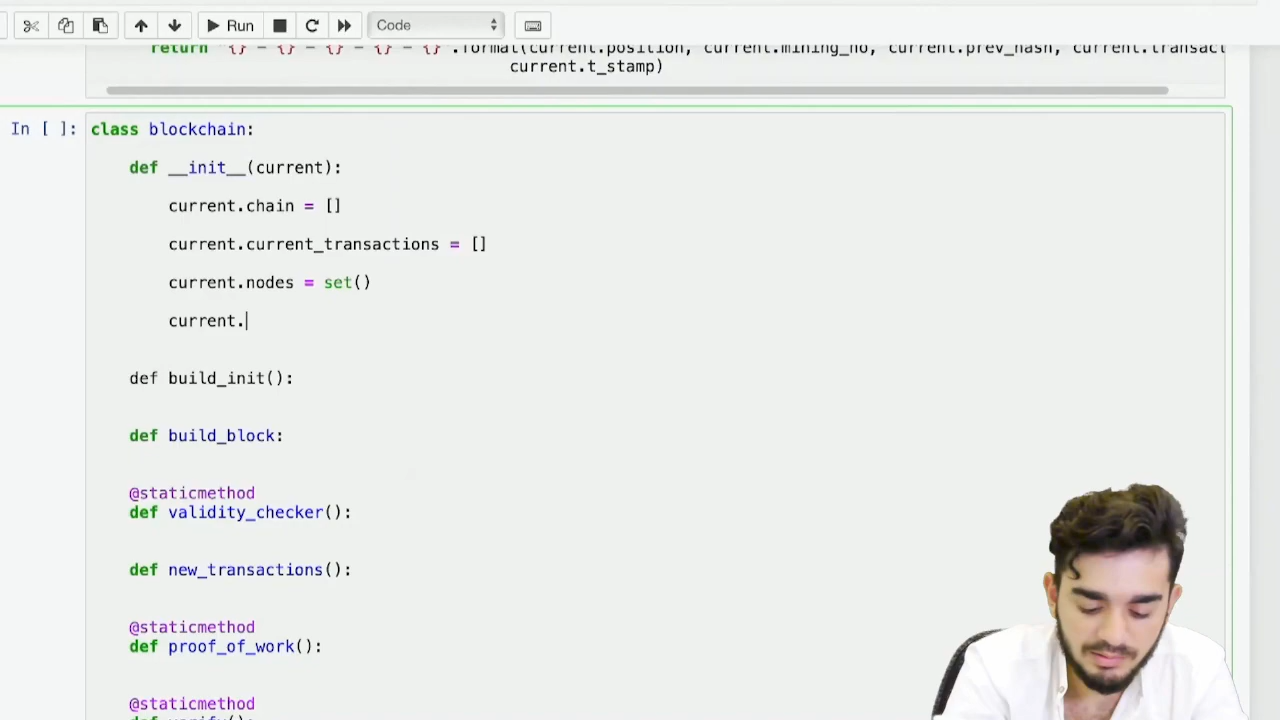 Run
Code
return '{} - {} - {} - {} - {}'.format(current.position, current.mining_no, current.prev_hash, current.transact
current.t_stamp)
In [ ]:
class blockchain:
def __init__(current):
current.chain = []
current.current_transactions = []
current.nodes = set()
current.
def build_init():
def build_block:
@staticmethod
def validity_checker():
def new_transactions():
@staticmethod
def proof_of_work():
@staticmethod